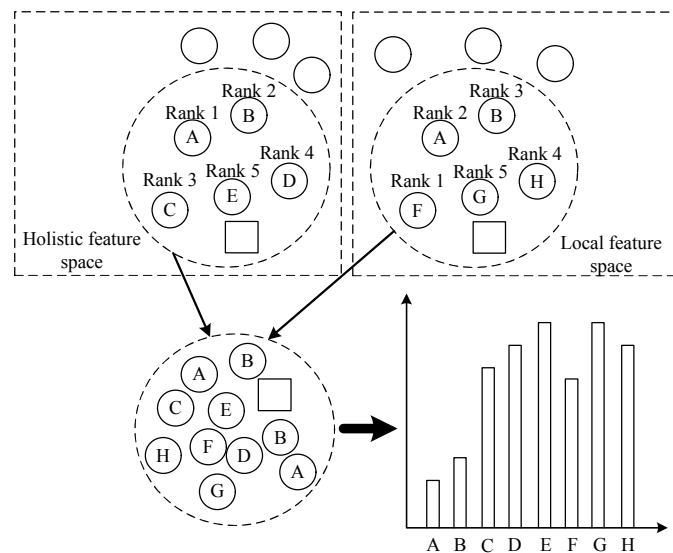 Rank 2
Rank 1
B
A
Rank 4
Rank 3
Rank 5
D
E
C
Holistic feature
space
Rank 3
Rank 2
B
A
Rank 4
Rank 5
Rank 1
H
G
F
Local feature
space
B
A
C
E
B
F
D
H
A
G
A B C D E F G H